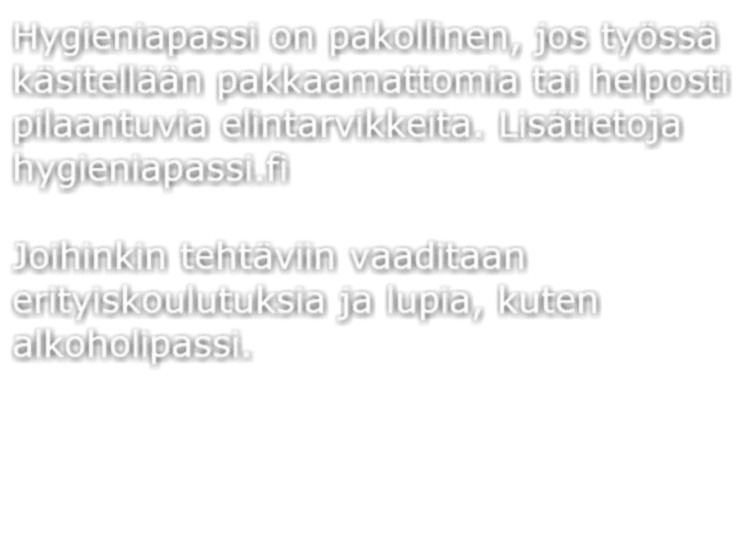 Hygieniapassi on pakollinen, jos työssä
käsitellään pakkaamattomia tai helposti
pilaantuvia elintarvikkeita. Lisätietoja
hygieniapassi.fi
Joihinkin tehtäviin vaaditaan
erityiskoulutuksia ja lupia, kuten
alkoholipassi.